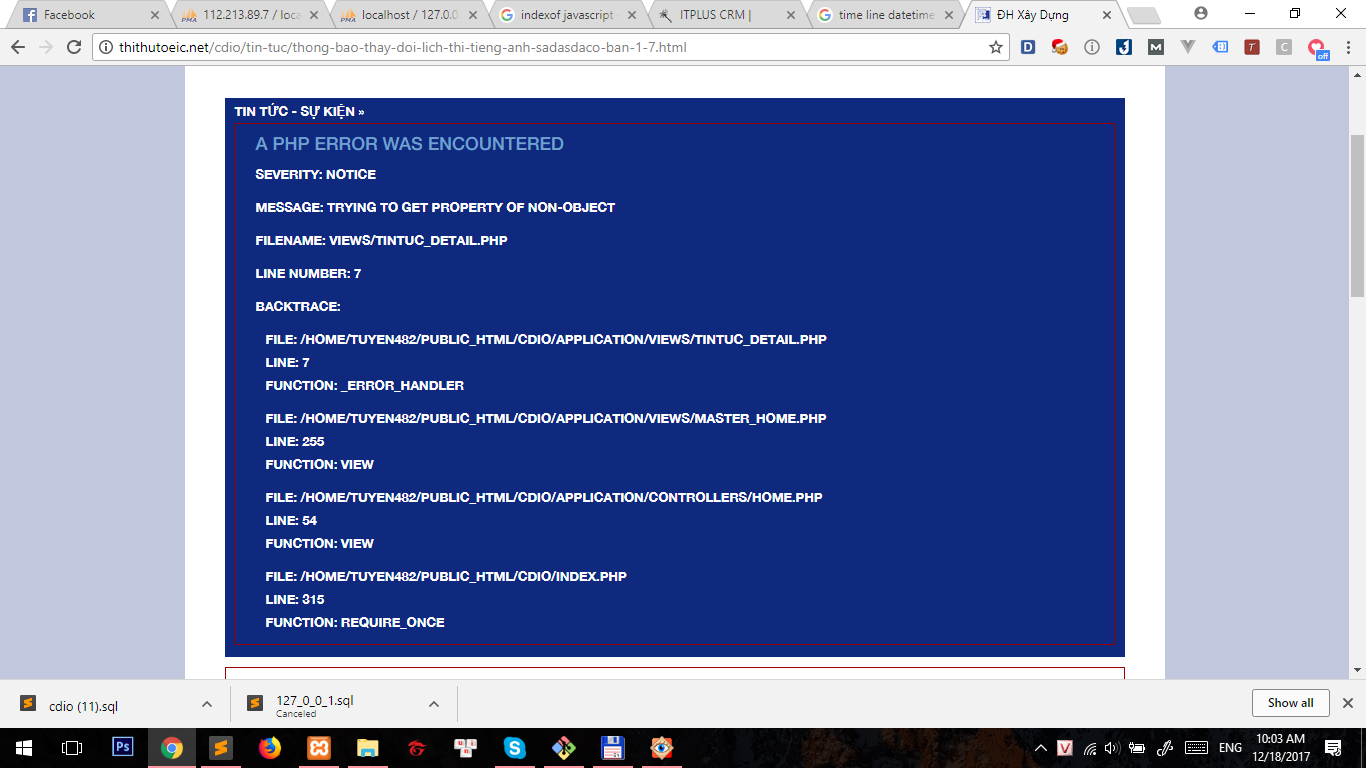 Facebook
112.213.89.7 / loca
localhost / 127.0.0
indexof javascript
ITPLUS CRM |
time line datetime
ĐH Xây Dựng
thithutoeic.net/cdio/tin-tuc/thong-bao-thay-doi-lich-thi-tieng-anh-sadasdaco-ban-1-7.html
off
TIN TỨC - SỰ KIỆN »
A PHP ERROR WAS ENCOUNTERED
SEVERITY: NOTICE
MESSAGE: TRYING TO GET PROPERTY OF NON-OBJECT
FILENAME: VIEWS/TINTUC_DETAIL.PHP
LINE NUMBER: 7
BACKTRACE:
FILE: /HOME/TUYEN482/PUBLIC_HTML/CDIO/APPLICATION/VIEWS/TINTUC_DETAIL.PHP
LINE: 7
FUNCTION: _ERROR_HANDLER
FILE: /HOME/TUYEN482/PUBLIC_HTML/CDIO/APPLICATION/VIEWS/MASTER_HOME.PHP
LINE: 255
FUNCTION: VIEW
FILE: /HOME/TUYEN482/PUBLIC_HTML/CDIO/APPLICATION/CONTROLLERS/HOME.PHP
LINE: 54
FUNCTION: VIEW
FILE: /HOME/TUYEN482/PUBLIC_HTML/CDIO/INDEX.PHP
LINE: 315
FUNCTION: REQUIRE_ONCE
cdio (11).sql
127_0_0_1.sql
Canceled
Show all
Ps
ENG
10:03 AM
12/18/2017